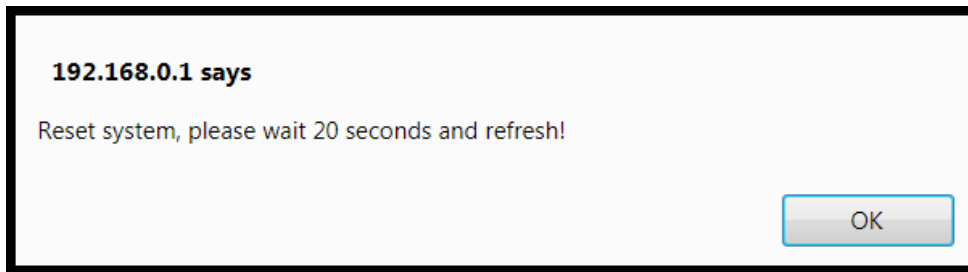 192.168.0.1 says
Reset system, please wait 20 seconds and refresh!
OK